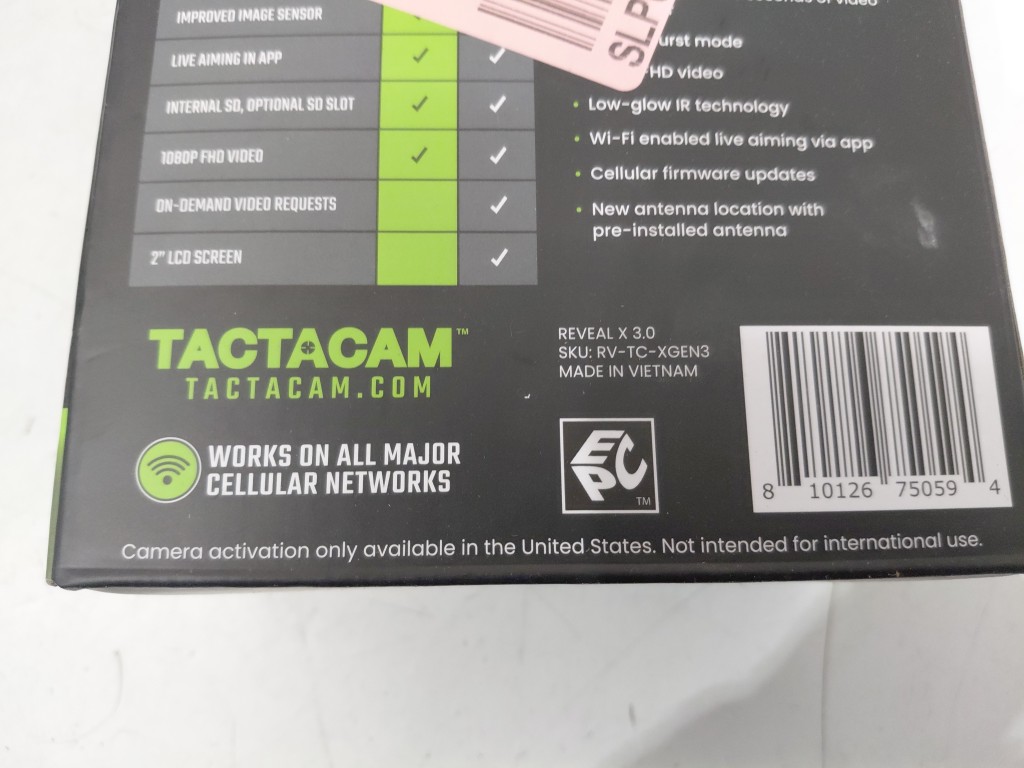 IMPROVED IMAGE SENSOR
LIVE AIMING IN APP
INTERNAL SD, OPTIONAL SD SLOT
1080P FHD VIDEO
ON-DEMAND VIDEO REQUESTS
2" LCD SCREEN
of video
mode
HD video
• Low-glow IR technology
• Wi-Fi enabled live aiming via app
• Cellular firmware updates
• New antenna location with
pre-installed antenna
TACTACAM™
TACTACAM.COM
WORKS ON ALL MAJOR
CELLULAR NETWORKS
REVEAL X 3.0
SKU: RV-TC-XGEN3
MADE IN VIETNAM
EPC TM
8 10126 75059 4
Camera activation only available in the United States. Not intended for international use.